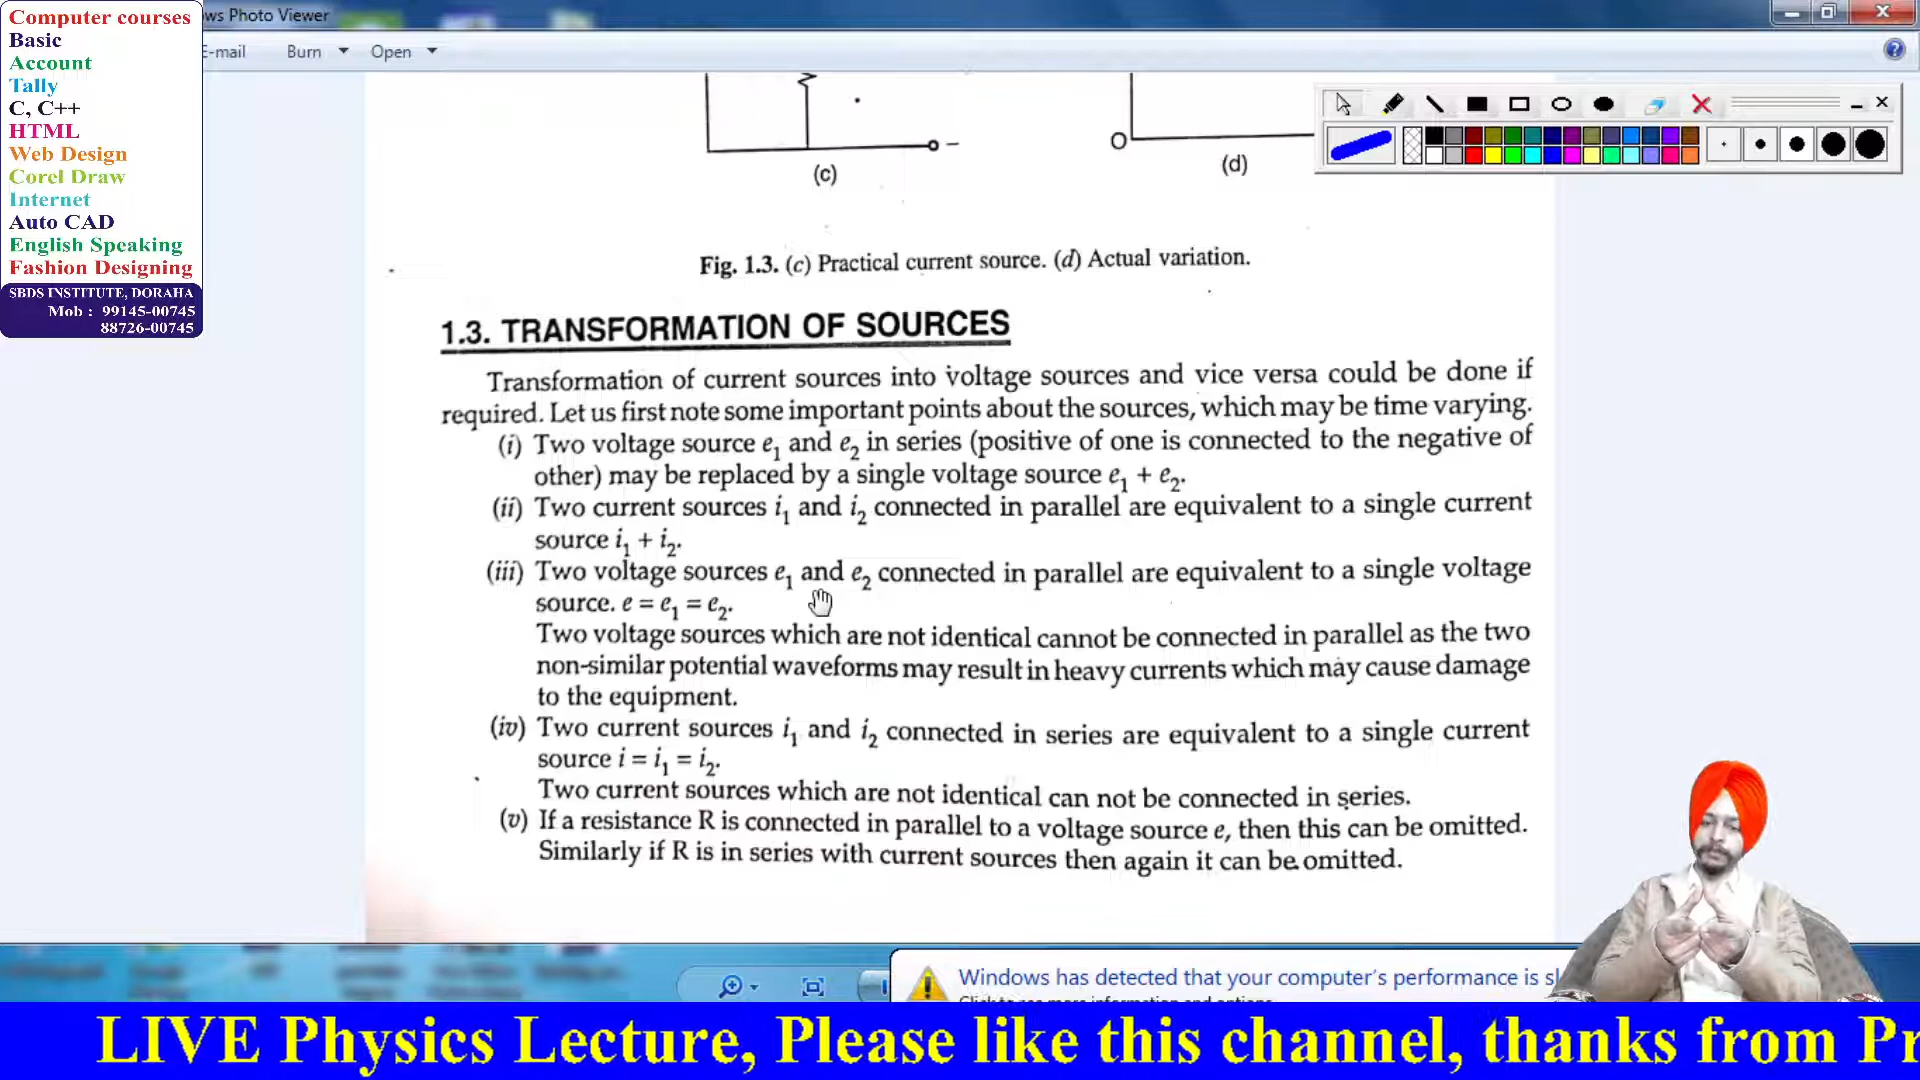 Computer courses
Basic
Account
Tally
C, C++
HTML
Web Design
Corel Draw
Internet
Auto CAD
English Speaking
Fashion Designing
SBDS INSTITUTE, DORAHA
Mob : 99145-00745
88726-00745
ws Photo Viewer
E-mail Burn Open
(c)
O
(d)
Fig. 1.3. (c) Practical current source. (d) Actual variation.
1.3. TRANSFORMATION OF SOURCES
Transformation of current sources into voltage sources and vice versa could be done if
required. Let us first note some important points about the sources, which may be time varying.
(i) Two voltage source e₁ and e₂ in series (positive of one is connected to the negative of
other) may be replaced by a single voltage source e₁ + e₂.
(ii) Two current sources i₁ and i₂ connected in parallel are equivalent to a single current
source i₁ + i₂.
(iii) Two voltage sources e₁ and e₂ connected in parallel are equivalent to a single voltage
source. e = e₁ = e₂.
Two voltage sources which are not identical cannot be connected in parallel as the two
non-similar potential waveforms may result in heavy currents which may cause damage
to the equipment.
(iv) Two current sources i₁ and i₂ connected in series are equivalent to a single current
source i = i₁ = i₂.
Two current sources which are not identical can not be connected in series.
(v) If a resistance R is connected in parallel to a voltage source e, then this can be omitted.
Similarly if R is in series with current sources then again it can be omitted.
Windows has detected that your computer's performance is sl
LIVE Physics Lecture, Please like this channel, thanks from Pr